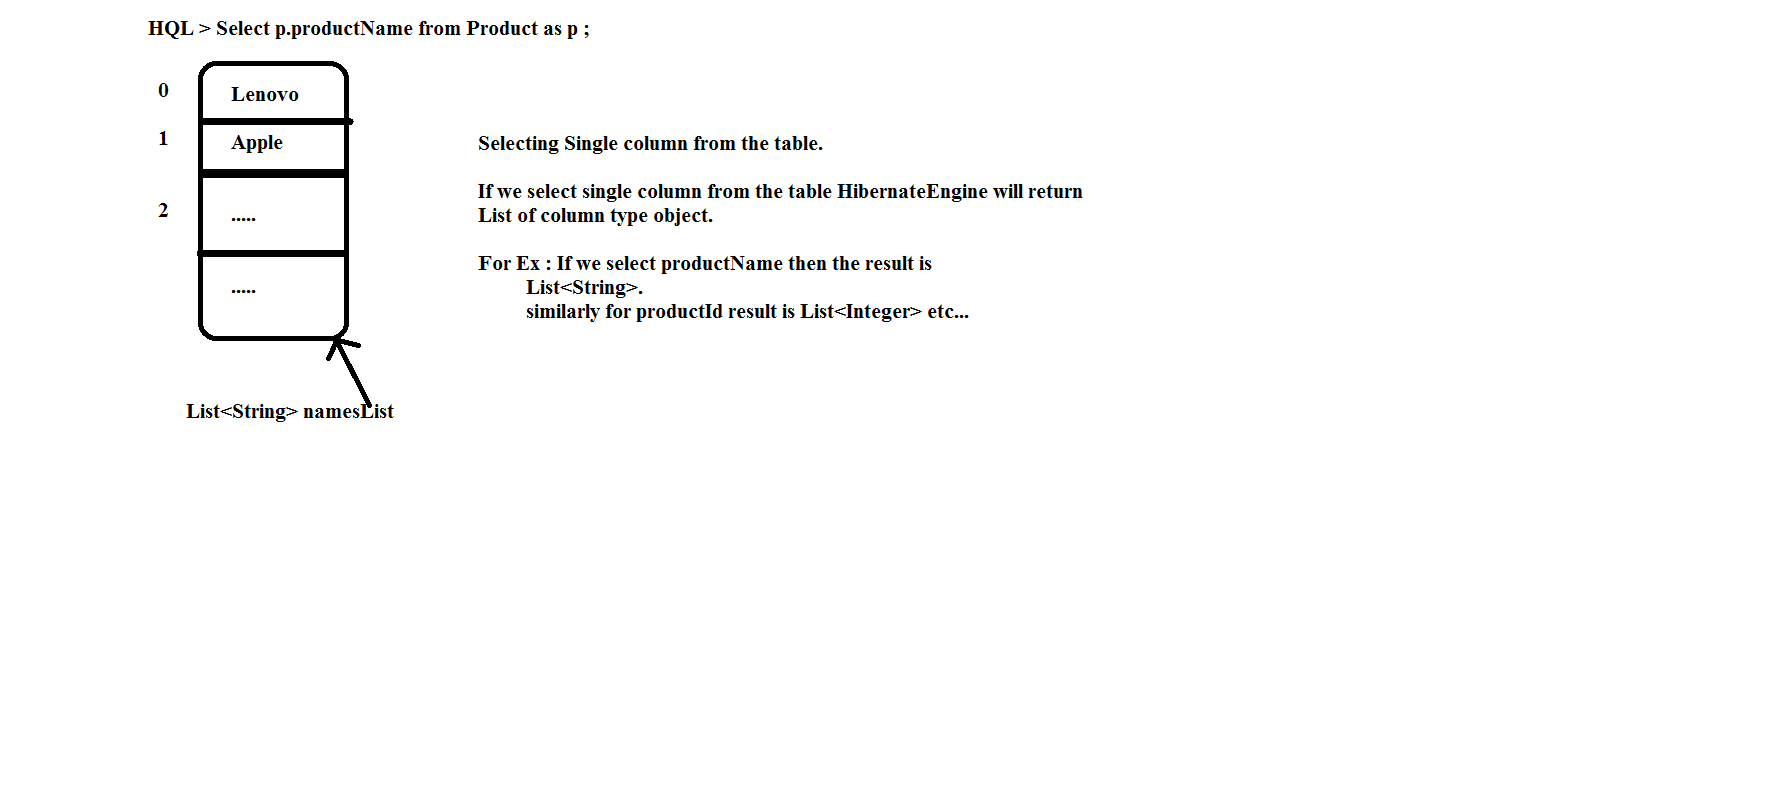 HQL > Select p.productName from Product as p ;
0
Lenovo
1
Apple
2
.....
.....
List<String> namesList
Selecting Single column from the table.
If we select single column from the table HibernateEngine will return
List of column type object.
For Ex : If we select productName then the result is
List<String>.
similarly for productId result is List<Integer> etc...